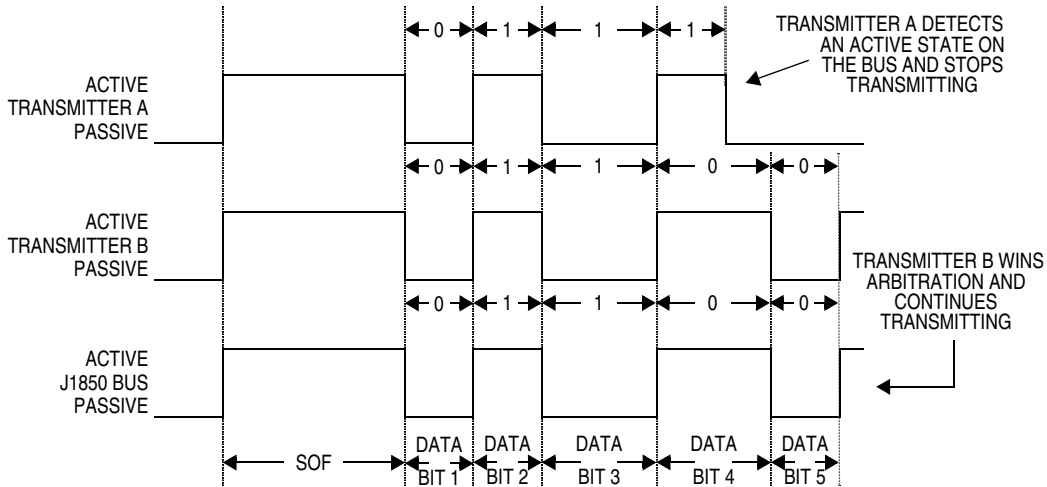 0 1 1 1
TRANSMITTER A DETECTS
AN ACTIVE STATE ON
THE BUS AND STOPS
TRANSMITTING
ACTIVE
TRANSMITTER A
PASSIVE
0 1 1 0 0
ACTIVE
TRANSMITTER B
PASSIVE
TRANSMITTER B WINS
ARBITRATION AND
CONTINUES
TRANSMITTING
0 1 1 0 0
ACTIVE
J1850 BUS
PASSIVE
SOF
DATA
BIT 1
DATA
BIT 2
DATA
BIT 3
DATA
BIT 4
DATA
BIT 5